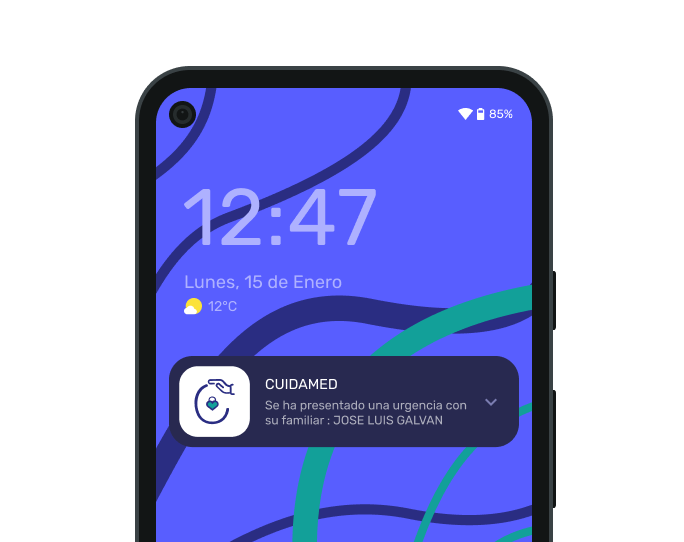 85%
12:47
Lunes, 15 de Enero
12°C
CUIDAMED
Se ha presentado una urgencia con
su familiar : JOSE LUIS GALVAN